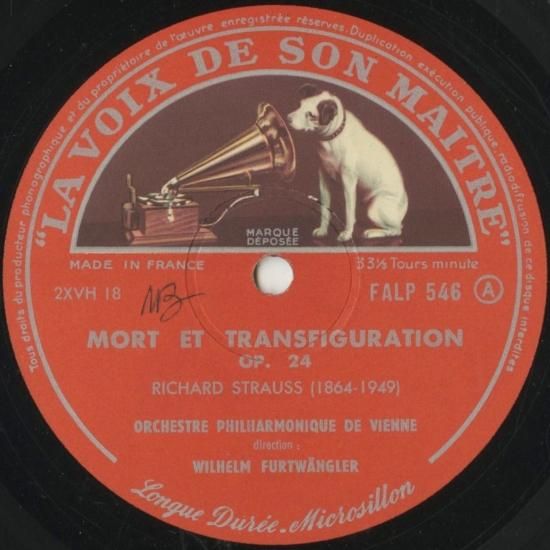 Tous droits du producteur phonographique et du propriétaire de l'œuvre enregistrée réservés. Duplication, exécution publique, radiodiffusion de ce disque interdites
"LA VOIX DE SON MAITRE"
MARQUE
DÉPOSÉE
MADE IN FRANCE
33⅓ Tours minute
2XVH 18
FALP 546 A
MORT ET TRANSFIGURATION
OP. 24
RICHARD STRAUSS (1864-1949)
ORCHESTRE PHILHARMONIQUE DE VIENNE
direction :
WILHELM FURTWÄNGLER
Longue Durée-Microsillon